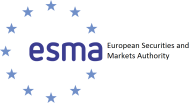 esma
European Securities and
Markets Authority